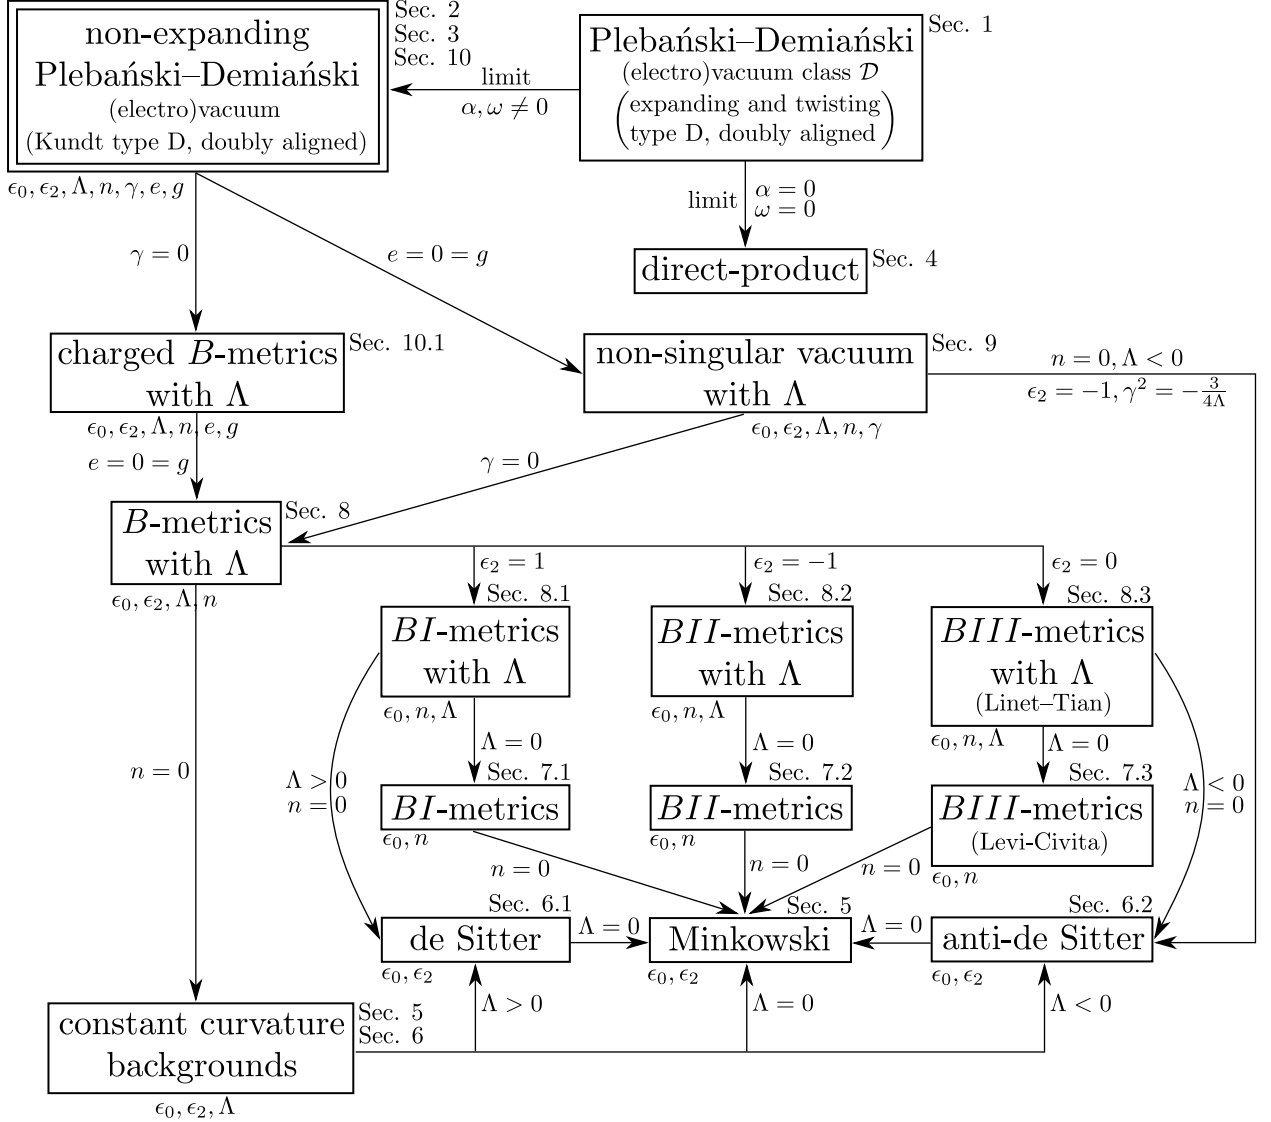 non-expanding
Plebański–Demiański
(electro)vacuum
(Kundt type D, doubly aligned)
Sec. 2
Sec. 3
Sec. 10
ϵ₀, ϵ₂, Λ, n, γ, e, g
limit
α, ω ≠ 0
Plebański–Demiański
(electro)vacuum class 𝒟
(expanding and twisting
type D, doubly aligned)
Sec. 1
limit
α = 0
ω = 0
direct-product
Sec. 4
γ = 0
e = 0 = g
charged B-metrics
with Λ
Sec. 10.1
ϵ₀, ϵ₂, Λ, n, e, g
e = 0 = g
non-singular vacuum
with Λ
Sec. 9
ϵ₀, ϵ₂, Λ, n, γ
n = 0, Λ < 0
ϵ₂ = −1, γ² = −3/4Λ
γ = 0
B-metrics
with Λ
Sec. 8
ϵ₀, ϵ₂, Λ, n
ϵ₂ = 1
ϵ₂ = −1
ϵ₂ = 0
Sec. 8.1
BI-metrics
with Λ
ϵ₀, n, Λ
Sec. 8.2
BII-metrics
with Λ
ϵ₀, n, Λ
Sec. 8.3
BIII-metrics
with Λ
(Linet–Tian)
ϵ₀, n, Λ
Λ = 0
Λ = 0
Λ = 0
n = 0
Λ > 0
n = 0
Λ < 0
n = 0
Sec. 7.1
BI-metrics
ϵ₀, n
Sec. 7.2
BII-metrics
ϵ₀, n
Sec. 7.3
BIII-metrics
(Levi-Civita)
ϵ₀, n
n = 0
n = 0
n = 0
Sec. 6.1
de Sitter
ϵ₀, ϵ₂
Λ = 0
Sec. 5
Minkowski
ϵ₀, ϵ₂
Λ = 0
Sec. 6.2
anti-de Sitter
ϵ₀, ϵ₂
Λ > 0
Λ = 0
Λ < 0
constant curvature
backgrounds
Sec. 5
Sec. 6
ϵ₀, ϵ₂, Λ